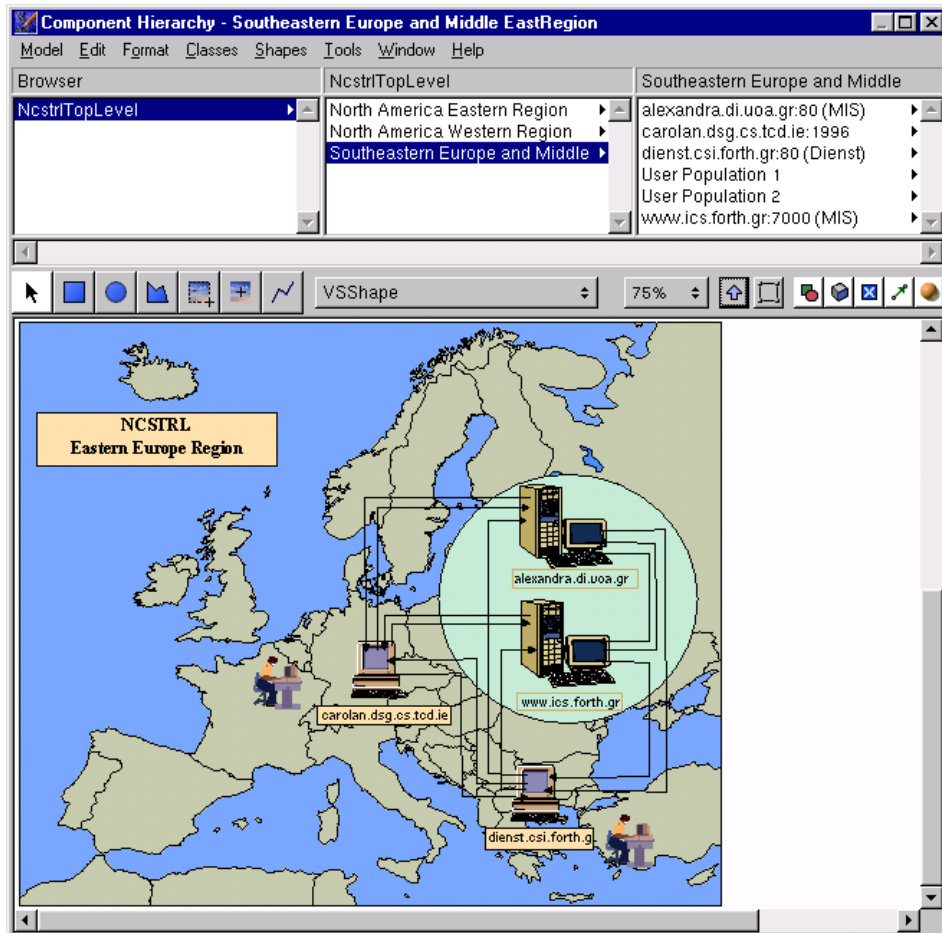 Component Hierarchy - Southeastern Europe and Middle EastRegion
Model Edit Format Classes Shapes Tools Window Help
Browser
NcstrlTopLevel
Southeastern Europe and Middle
NcstrlTopLevel
North America Eastern Region
North America Western Region
Southeastern Europe and Middle
alexandra.di.uoa.gr:80 (MIS)
carolan.dsg.cs.tcd.ie:1996
dienst.csi.forth.gr:80 (Dienst)
User Population 1
User Population 2
www.ics.forth.gr:7000 (MIS)
VSShape
75%
NCSTRL
Eastern Europe Region
alexandra.di.uoa.gr
www.ics.forth.gr
carolan.dsg.cs.tcd.ie
dienst.csi.forth.g